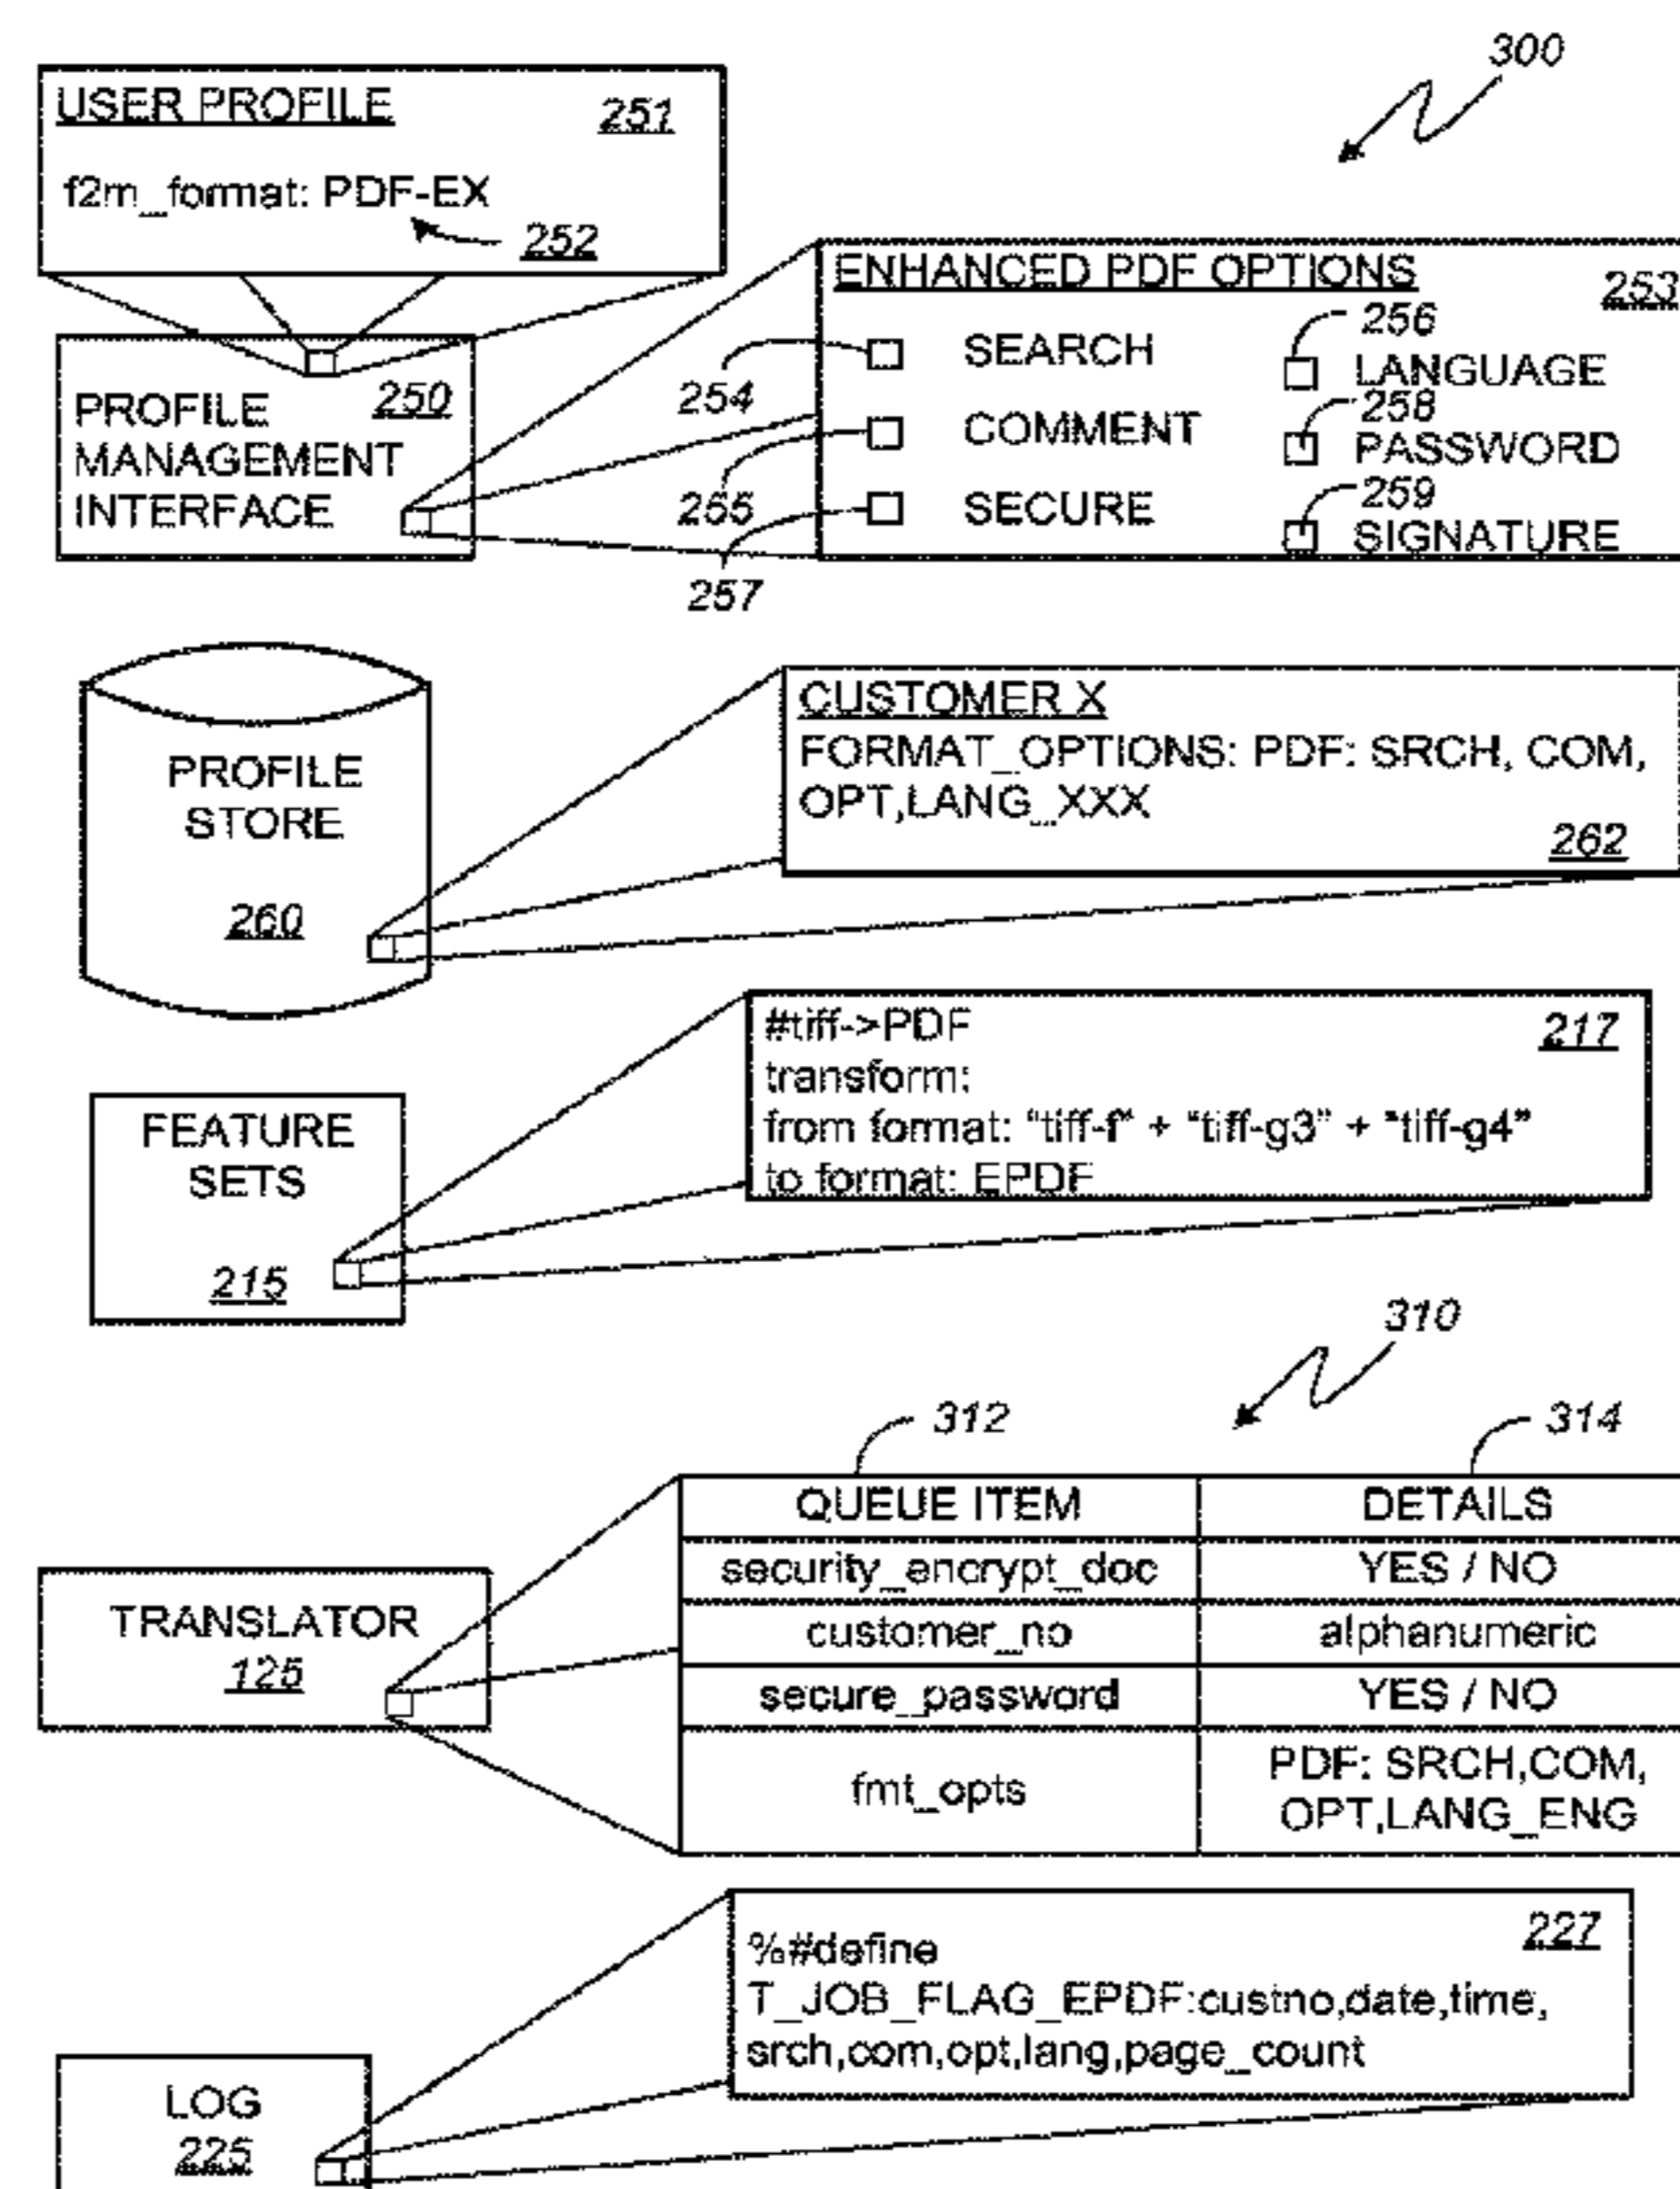 300
USER PROFILE 251
f2m_format: PDF-EX
252
ENHANCED PDF OPTIONS 253
256
254 SEARCH LANGUAGE
258
255 COMMENT PASSWORD
259
257 SECURE SIGNATURE
PROFILE 250
MANAGEMENT
INTERFACE
PROFILE
STORE
260
CUSTOMER X
FORMAT_OPTIONS: PDF: SRCH, COM,
OPT,LANG_XXX
262
FEATURE
SETS
215
#tiff->PDF 217
transform:
from format: “tiff-f” + “tiff-g3” + “tiff-g4”
to format: EPDF
310
312 314
TRANSLATOR
125
QUEUE ITEM DETAILS
security_encrypt_doc YES / NO
customer_no alphanumeric
secure_password YES / NO
fmt_opts PDF: SRCH,COM,
OPT,LANG_ENG
LOG
225
227
%#define
T_JOB_FLAG_EPDF:custno,date,time,
srch,com,opt,lang,page_count